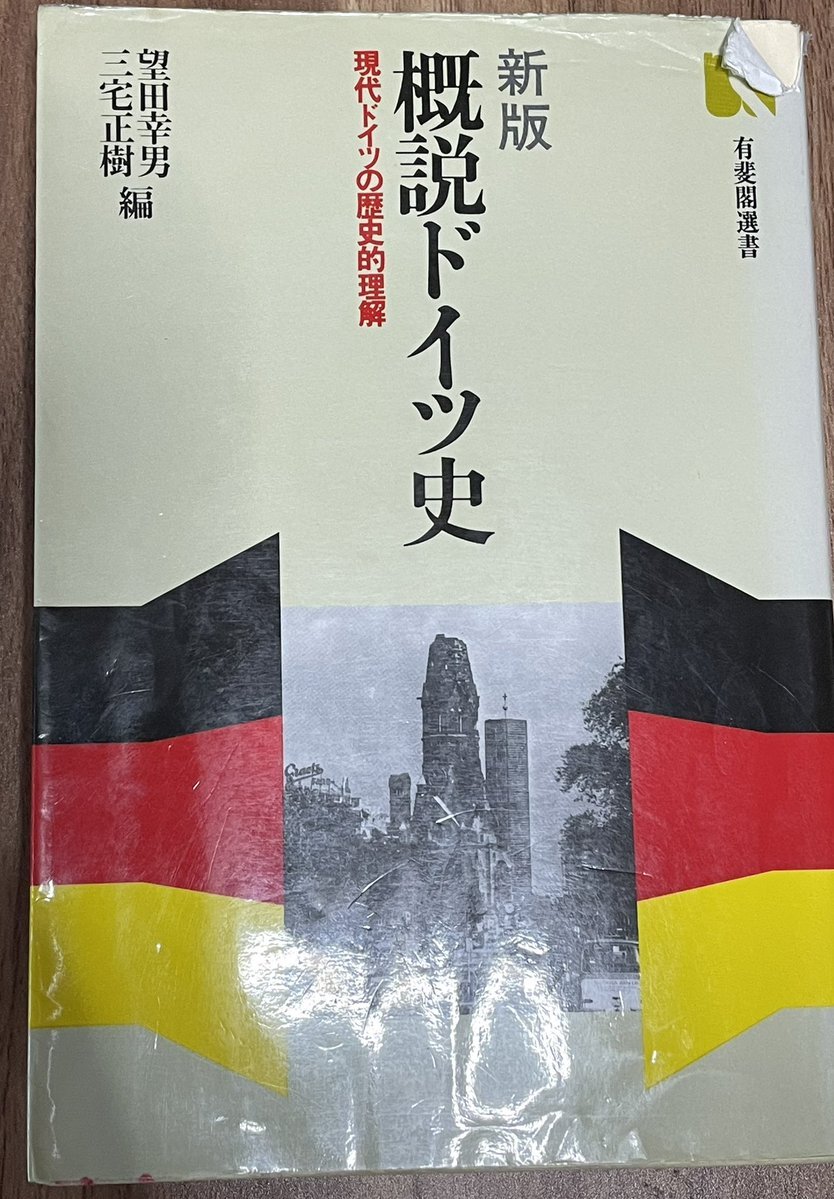 有斐閣選書
新版
概説ドイツ史
現代ドイツの歴史的理解
望田幸男
三宅正樹 編